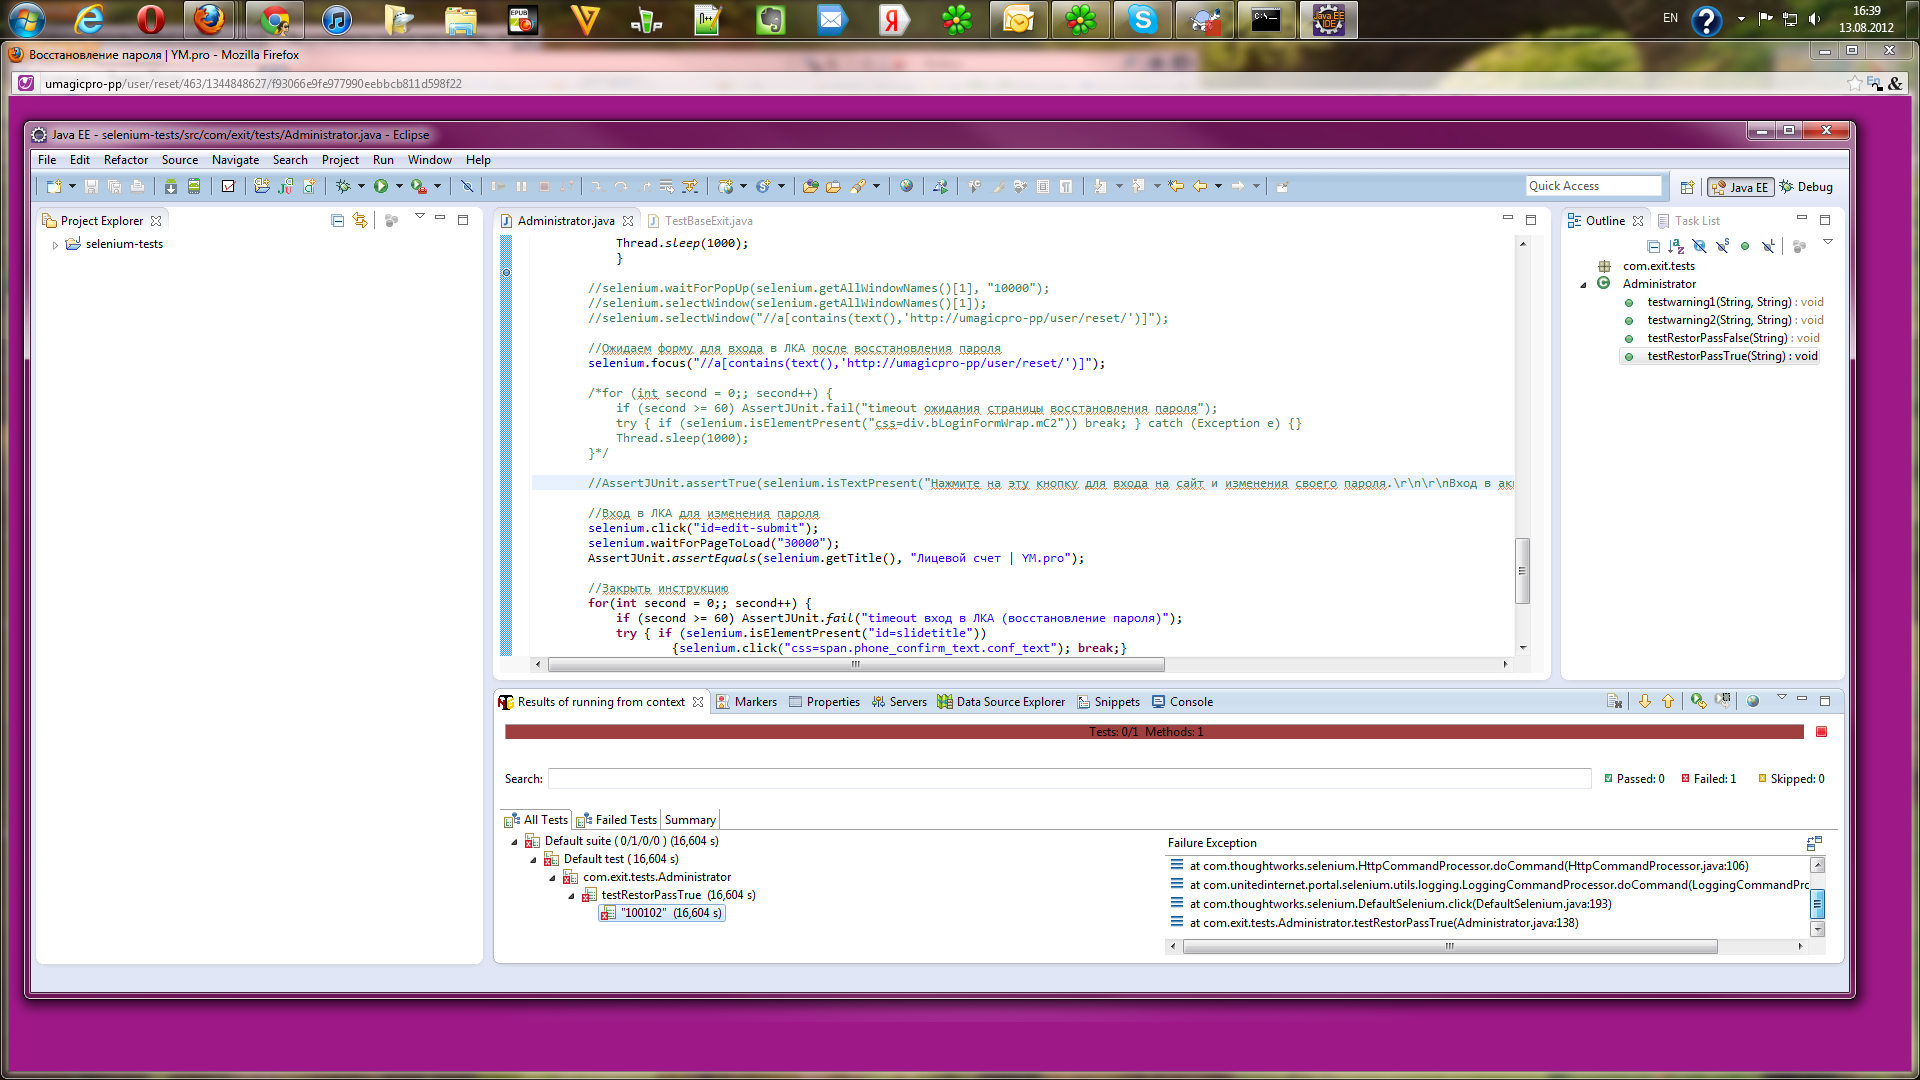 EPUB
EN
16:39
13.08.2012
Java EE
IDE
Восстановление пароля | YM.pro - Mozilla Firefox
umagicpro-pp/user/reset/463/1344848627/f93066e9fe977990eebbcb811d598f22
Java EE - selenium-tests/src/com/exit/tests/Administrator.java - Eclipse
File Edit Refactor Source Navigate Search Project Run Window Help
Quick Access
Java EE
Debug
Project Explorer
selenium-tests
Administrator.java
TestBaseExit.java
Thread.sleep(1000);
}
//selenium.waitForPopUp(selenium.getAllWindowNames()[1], "10000");
//selenium.selectWindow(selenium.getAllWindowNames()[1]);
//selenium.selectWindow("//a[contains(text(),'http://umagicpro-pp/user/reset/')]");
//Ожидаем форму для входа в ЛКА после восстановления пароля
selenium.focus("//a[contains(text(),'http://umagicpro-pp/user/reset/')]");
/*for (int second = 0;; second++) {
if (second >= 60) AssertJUnit.fail("timeout ожидания страницы восстановления пароля");
try { if (selenium.isElementPresent("css=div.bLoginFormWrap.mC2")) break; } catch (Exception e) {}
Thread.sleep(1000);
}*/
//AssertJUnit.assertTrue(selenium.isTextPresent("Нажмите на эту кнопку для входа на сайт и изменения своего пароля.\r\n\r\nВход в ак
//Вход в ЛКА для изменения пароля
selenium.click("id=edit-submit");
selenium.waitForPageToLoad("30000");
AssertJUnit.assertEquals(selenium.getTitle(), "Лицевой счет | YM.pro");
//Закрыть инструкцию
for(int second = 0;; second++) {
if (second >= 60) AssertJUnit.fail("timeout вход в ЛКА (восстановление пароля)");
try { if (selenium.isElementPresent("id=slidetitle"))
{selenium.click("css=span.phone_confirm_text.conf_text"); break;}
Outline
Task List
com.exit.tests
Administrator
testwarning1(String, String) : void
testwarning2(String, String) : void
testRestorPassFalse(String) : void
testRestorPassTrue(String) : void
Results of running from context
Markers
Properties
Servers
Data Source Explorer
Snippets
Console
Tests: 0/1 Methods: 1
Search:
Passed: 0
Failed: 1
Skipped: 0
All Tests
Failed Tests
Summary
Default suite ( 0/1/0/0 ) (16,604 s)
Default test ( 16,604 s)
com.exit.tests.Administrator
testRestorPassTrue (16,604 s)
"100102" (16,604 s)
Failure Exception
at com.thoughtworks.selenium.HttpCommandProcessor.doCommand(HttpCommandProcessor.java:106)
at com.unitedinternet.portal.selenium.utils.logging.LoggingCommandProcessor.doCommand(LoggingCommandPro
at com.thoughtworks.selenium.DefaultSelenium.click(DefaultSelenium.java:193)
at com.exit.tests.Administrator.testRestorPassTrue(Administrator.java:138)